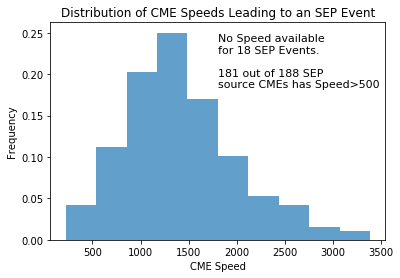 Distribution of CME Speeds Leading to an SEP Event
No Speed available
for 18 SEP Events.
181 out of 188 SEP
source CMEs has Speed>500
Frequency
0.25
0.20
0.15
0.10
0.05
0.00
500 1000 1500 2000 2500 3000 3500
CME Speed